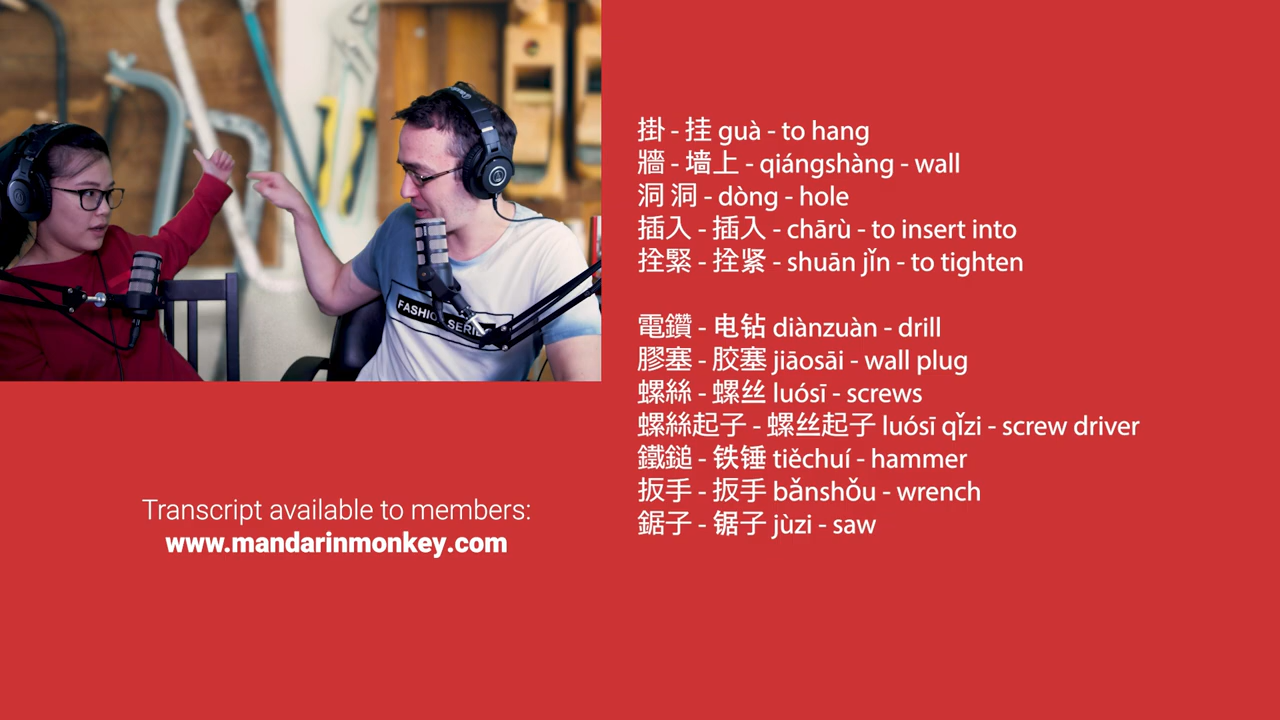 掛 - 挂 guà - to hang
牆 - 墙上 - qiángshàng - wall
洞 洞 - dòng - hole
插入 - 插入 - chārù - to insert into
拴緊 - 拴紧 - shuān jǐn - to tighten
電鑽 - 电钻 diànzuàn - drill
膠塞 - 胶塞 jiāosāi - wall plug
螺絲 - 螺丝 luósī - screws
螺絲起子 - 螺丝起子 luósī qǐzi - screw driver
鐵鎚 - 铁锤 tiěchuí - hammer
扳手 - 扳手 bǎnshǒu - wrench
鋸子 - 锯子 jùzi - saw
FASHION SERIE
Transcript available to members:
www.mandarinmonkey.com